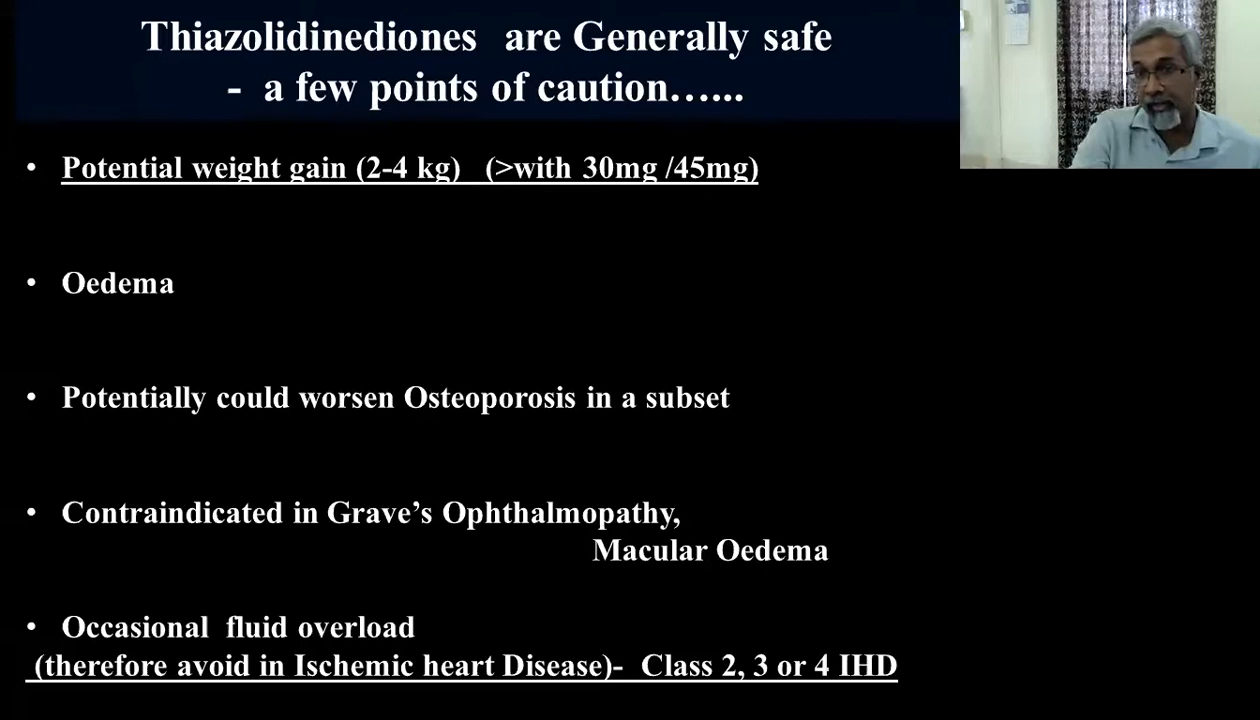 Thiazolidinediones are Generally safe
- a few points of caution…...
• Potential weight gain (2-4 kg) (>with 30mg /45mg)
• Oedema
• Potentially could worsen Osteoporosis in a subset
• Contraindicated in Grave’s Ophthalmopathy,
Macular Oedema
• Occasional fluid overload
(therefore avoid in Ischemic heart Disease)- Class 2, 3 or 4 IHD